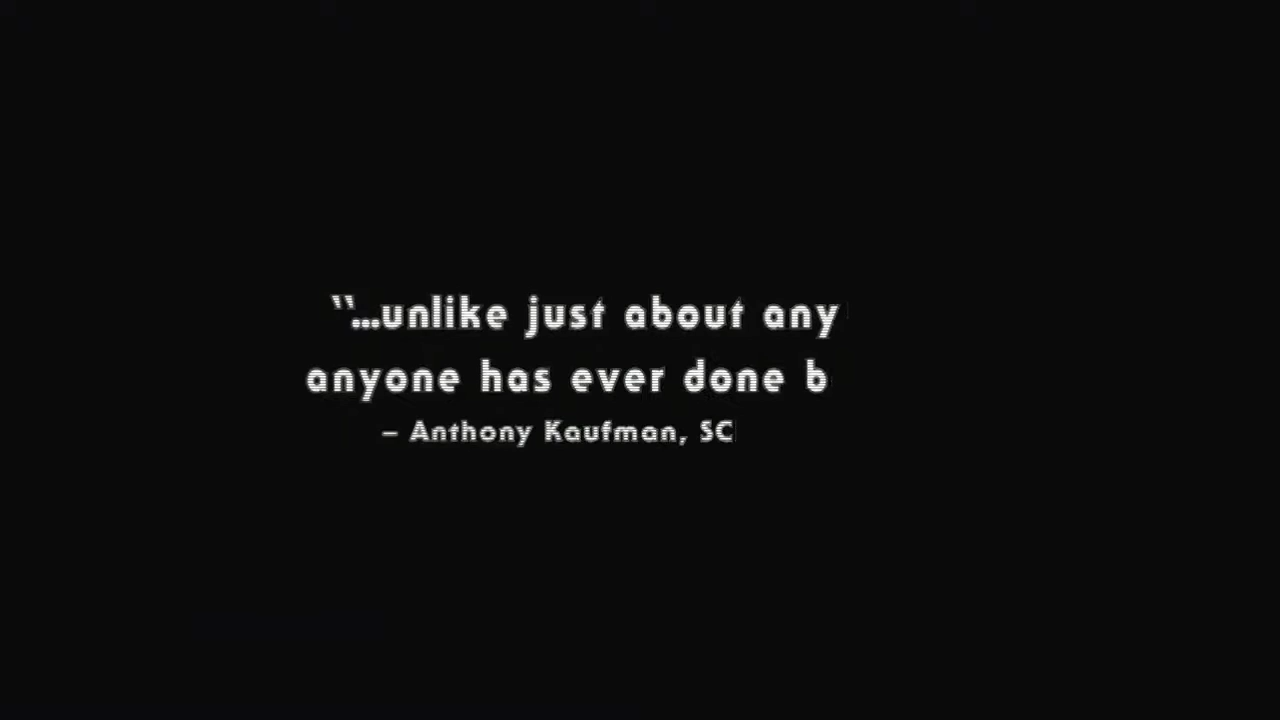 “...unlike just about any
anyone has ever done b
– Anthony Kaufman, SC